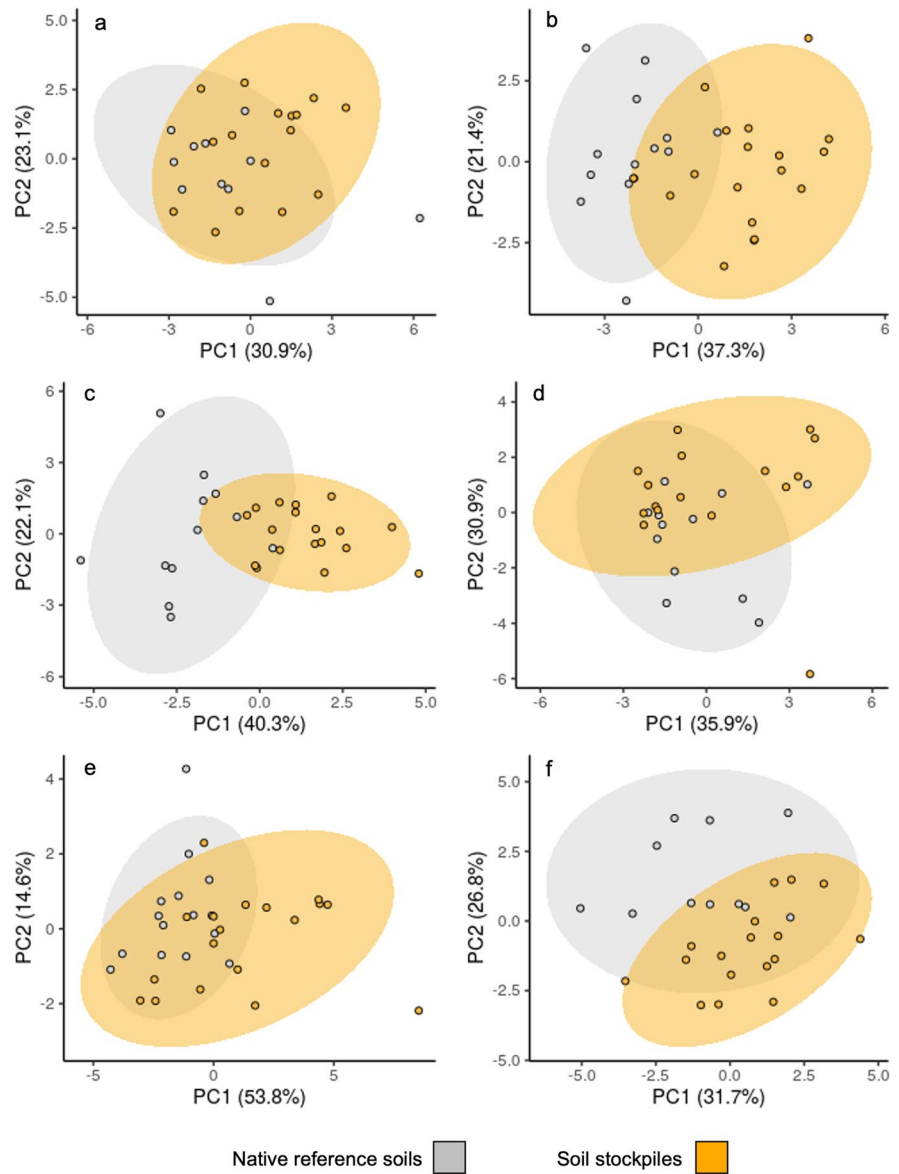 a
5.0
2.5
0.0
-2.5
-5.0
PC2 (23.1%)
-6
-3
0
3
6
PC1 (30.9%)
b
2.5
0.0
-2.5
PC2 (21.4%)
-3
0
3
6
PC1 (37.3%)
c
6
3
0
-3
-6
PC2 (22.1%)
-5.0
-2.5
0.0
2.5
5.0
PC1 (40.3%)
d
4
2
0
-2
-4
-6
PC2 (30.9%)
-6
-3
0
3
6
PC1 (35.9%)
e
4
2
0
-2
PC2 (14.6%)
-5
0
5
PC1 (53.8%)
f
5.0
2.5
0.0
-2.5
-5.0
PC2 (26.8%)
-5.0
-2.5
0.0
2.5
5.0
PC1 (31.7%)
Native reference soils
Soil stockpiles